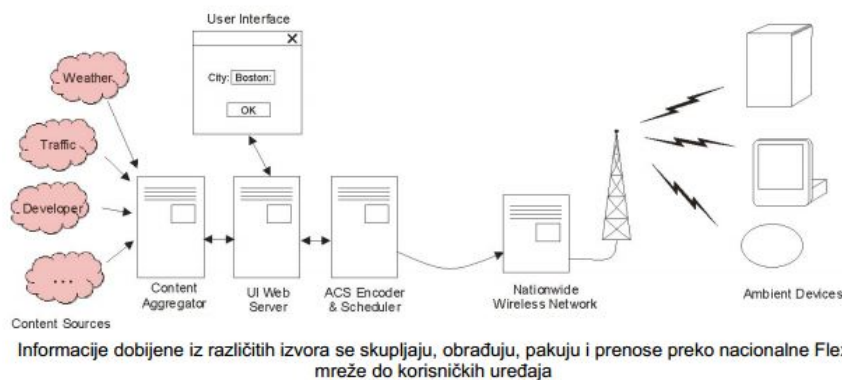 User Interface
X
City: Boston:
OK
Weather
Traffic
Developer
...
Content Sources
Content
Aggregator
UI Web
Server
ACS Encoder
& Scheduler
Nationwide
Wireless Network
Ambient Devices
Informacije dobijene iz različitih izvora se skupljaju, obrađuju, pakuju i prenose preko nacionalne Flex
mreže do korisničkih uređaja